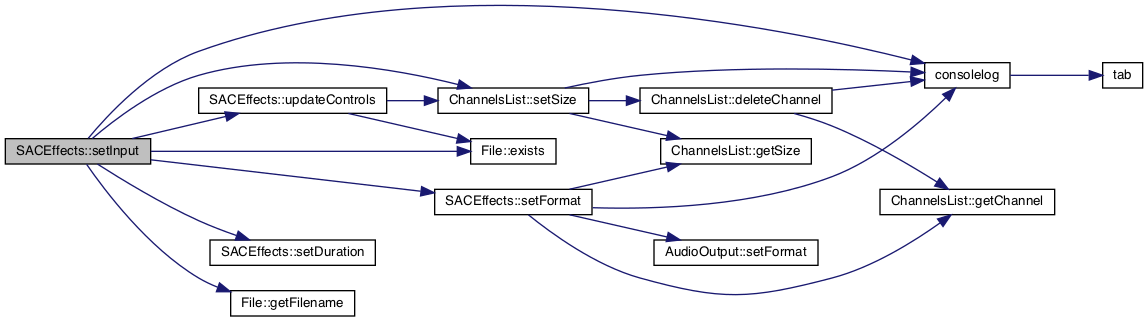 SACEffects::setInput
SACEffects::updateControls
ChannelsList::setSize
File::exists
SACEffects::setFormat
SACEffects::setDuration
File::getFilename
ChannelsList::deleteChannel
ChannelsList::getSize
AudioOutput::setFormat
consolelog
ChannelsList::getChannel
tab